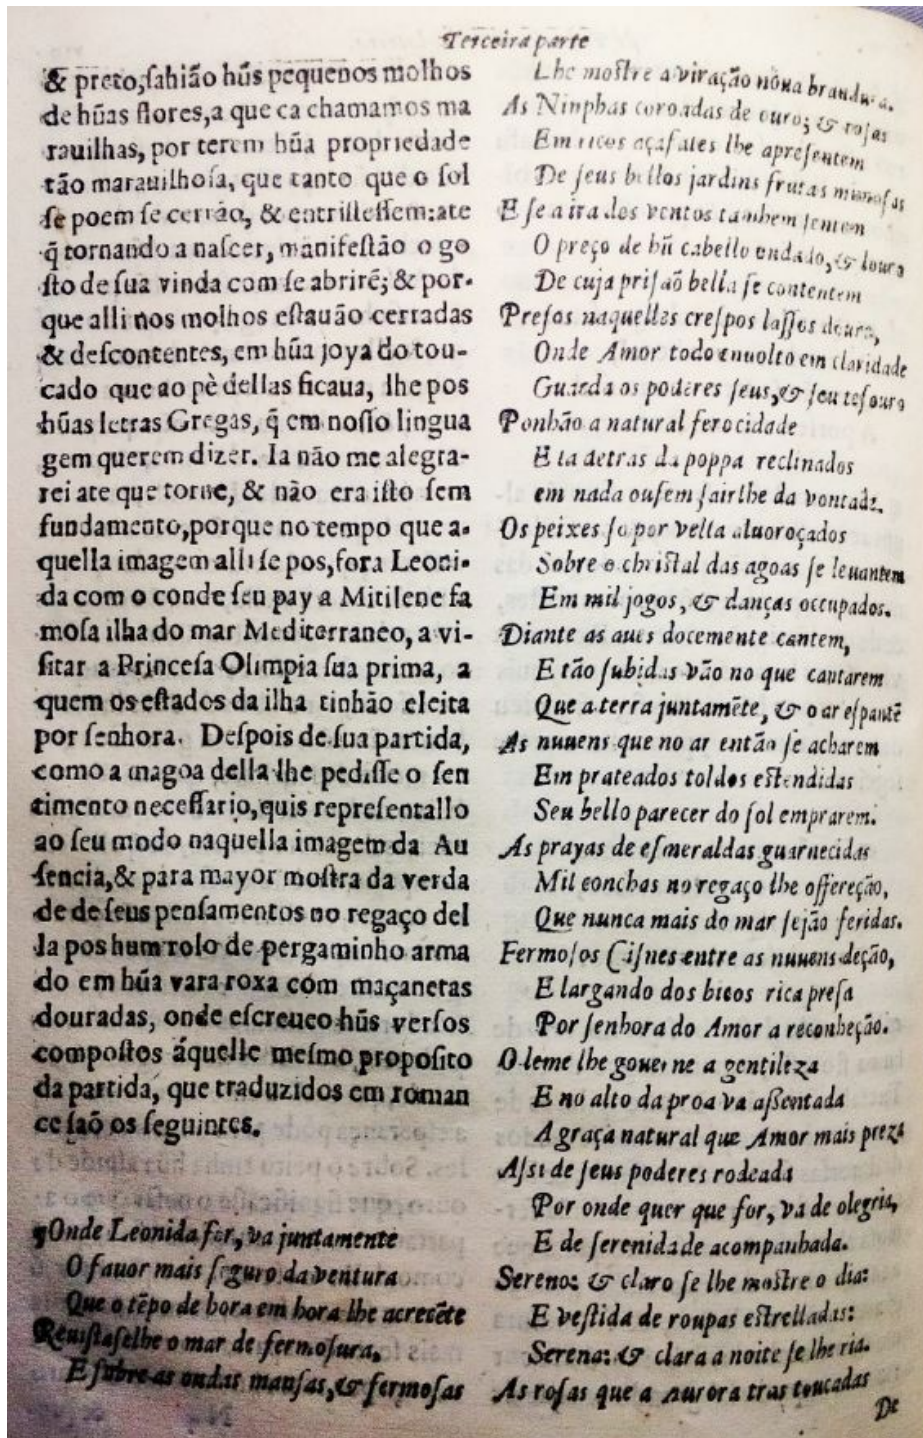 Terceira parte
& preto, ſahião hũs pequenos molhos
de hũas flores, a que ca chamamos ma
rauilhas, por terem hũa propriedade
tão marauilhoſa, que tanto que o ſol
ſe poem ſe cerrão, & entriſteſſem: ate
q̃ tornando a naſcer, manifeſtão o go
ſto de ſua vinda com ſe abrirẽ; & por-
que alli nos molhos eſtauão cerradas
& deſcontentes, em hũa joya do tou-
cado que ao pè dellas ficaua, lhe pos
hũas letras Gregas, q̃ em noſſo lingua
gem querem dizer. Ia não me alegra-
rei ate que torne, & não era iſto ſem
fundamento, porque no tempo que a-
quella imagem alli ſe pos, fora Leoni-
da com o conde ſeu pay a Mitilene fa
moſa ilha do mar Mediterraneo, a vi-
ſitar a Princeſa Olimpia ſua prima, a
quem os eſtados da ilha tinhão eleita
por ſenhora. Deſpois de ſua partida,
como a magoa della lhe pediſſe o ſen
timento neceſſario, quis repreſentallo
ao ſeu modo naquella imagem da Au
ſencia, & para mayor moſtra da verda
de de ſeus penſamentos no regaço del
la pos hum rolo de pergaminho arma
do em hũa vara roxa com maçanetas
douradas, onde eſcreueo hũs verſos
compoſtos áquelle meſmo propoſito
da partida, que traduzidos em roman
ce ſaõ os ſeguintes.
¶Onde Leonida for, va juntamente
O fauor mais ſeguro da ventura
Que o tẽpo de hora em hora lhe acrecẽte
Reuiſtaſelhe o mar de fermoſura,
E ſobre as ondas manſas, & fermoſas
Lhe moſtre a viração noua brandura.
As Ninphas coroadas de ouro; & roſas
Em ricos açafates lhe apreſentem
De ſeus bellos jardins frutas mimoſas
E ſe a ira dos ventos tambem ſentem
O preço de hũ cabello ondado, & louro
De cuja priſaõ bella ſe contentem
Preſos naquelles creſpos laſſos douro,
Onde Amor todo enuolto em claridade
Guarda os poderes ſeus, & ſeu teſouro
Ponhão a natural ferocidade
E la detras da poppa reclinados
em nada ouſem ſairlhe da vontade.
Os peixes ſo por vella aluoroçados
Sobre o chriſtal das agoas ſe leuantem
Em mil jogos, & danças occupados.
Diante as aues docemente cantem,
E tão ſubidas vão no que cantarem
Que a terra juntamẽte, & o ar eſpantẽ
As nuuens que no ar então ſe acharem
Em prateados toldos eſtendidas
Seu bello parecer do ſol emprarem.
As prayas de eſmeraldas guarnecidas
Mil conchas no regaço lhe offereção,
Que nunca mais do mar ſejão feridas.
Fermoſos Ciſnes entre as nuuens deção,
E largando dos bicos rica preſa
Por ſenhora do Amor a reconheção.
O leme lhe gouerne a gentileza
E no alto da proa va aßentada
A graça natural que Amor mais preza
Aſsi de ſeus poderes rodeada
Por onde quer que for, va de olegria,
E de ſerenidade acompanhada.
Sereno: & claro ſe lhe moſtre o dia:
E veſtida de roupas eſtrelladas:
Serena: & clara a noite ſe lhe ria.
As roſas que a Aurora tras toucadas
De